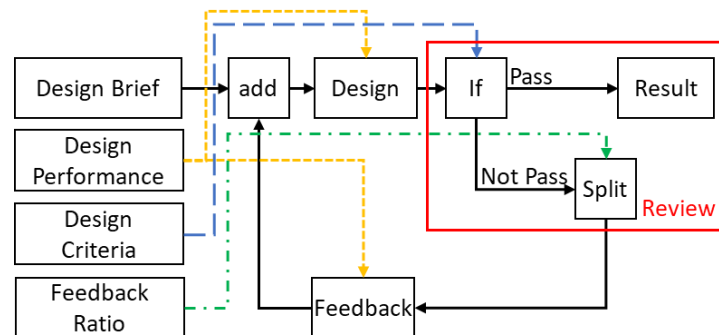 Design Brief
add
Design
If
Pass
Result
Design
Performance
Not Pass
Split
Review
Design
Criteria
Feedback
Ratio
Feedback